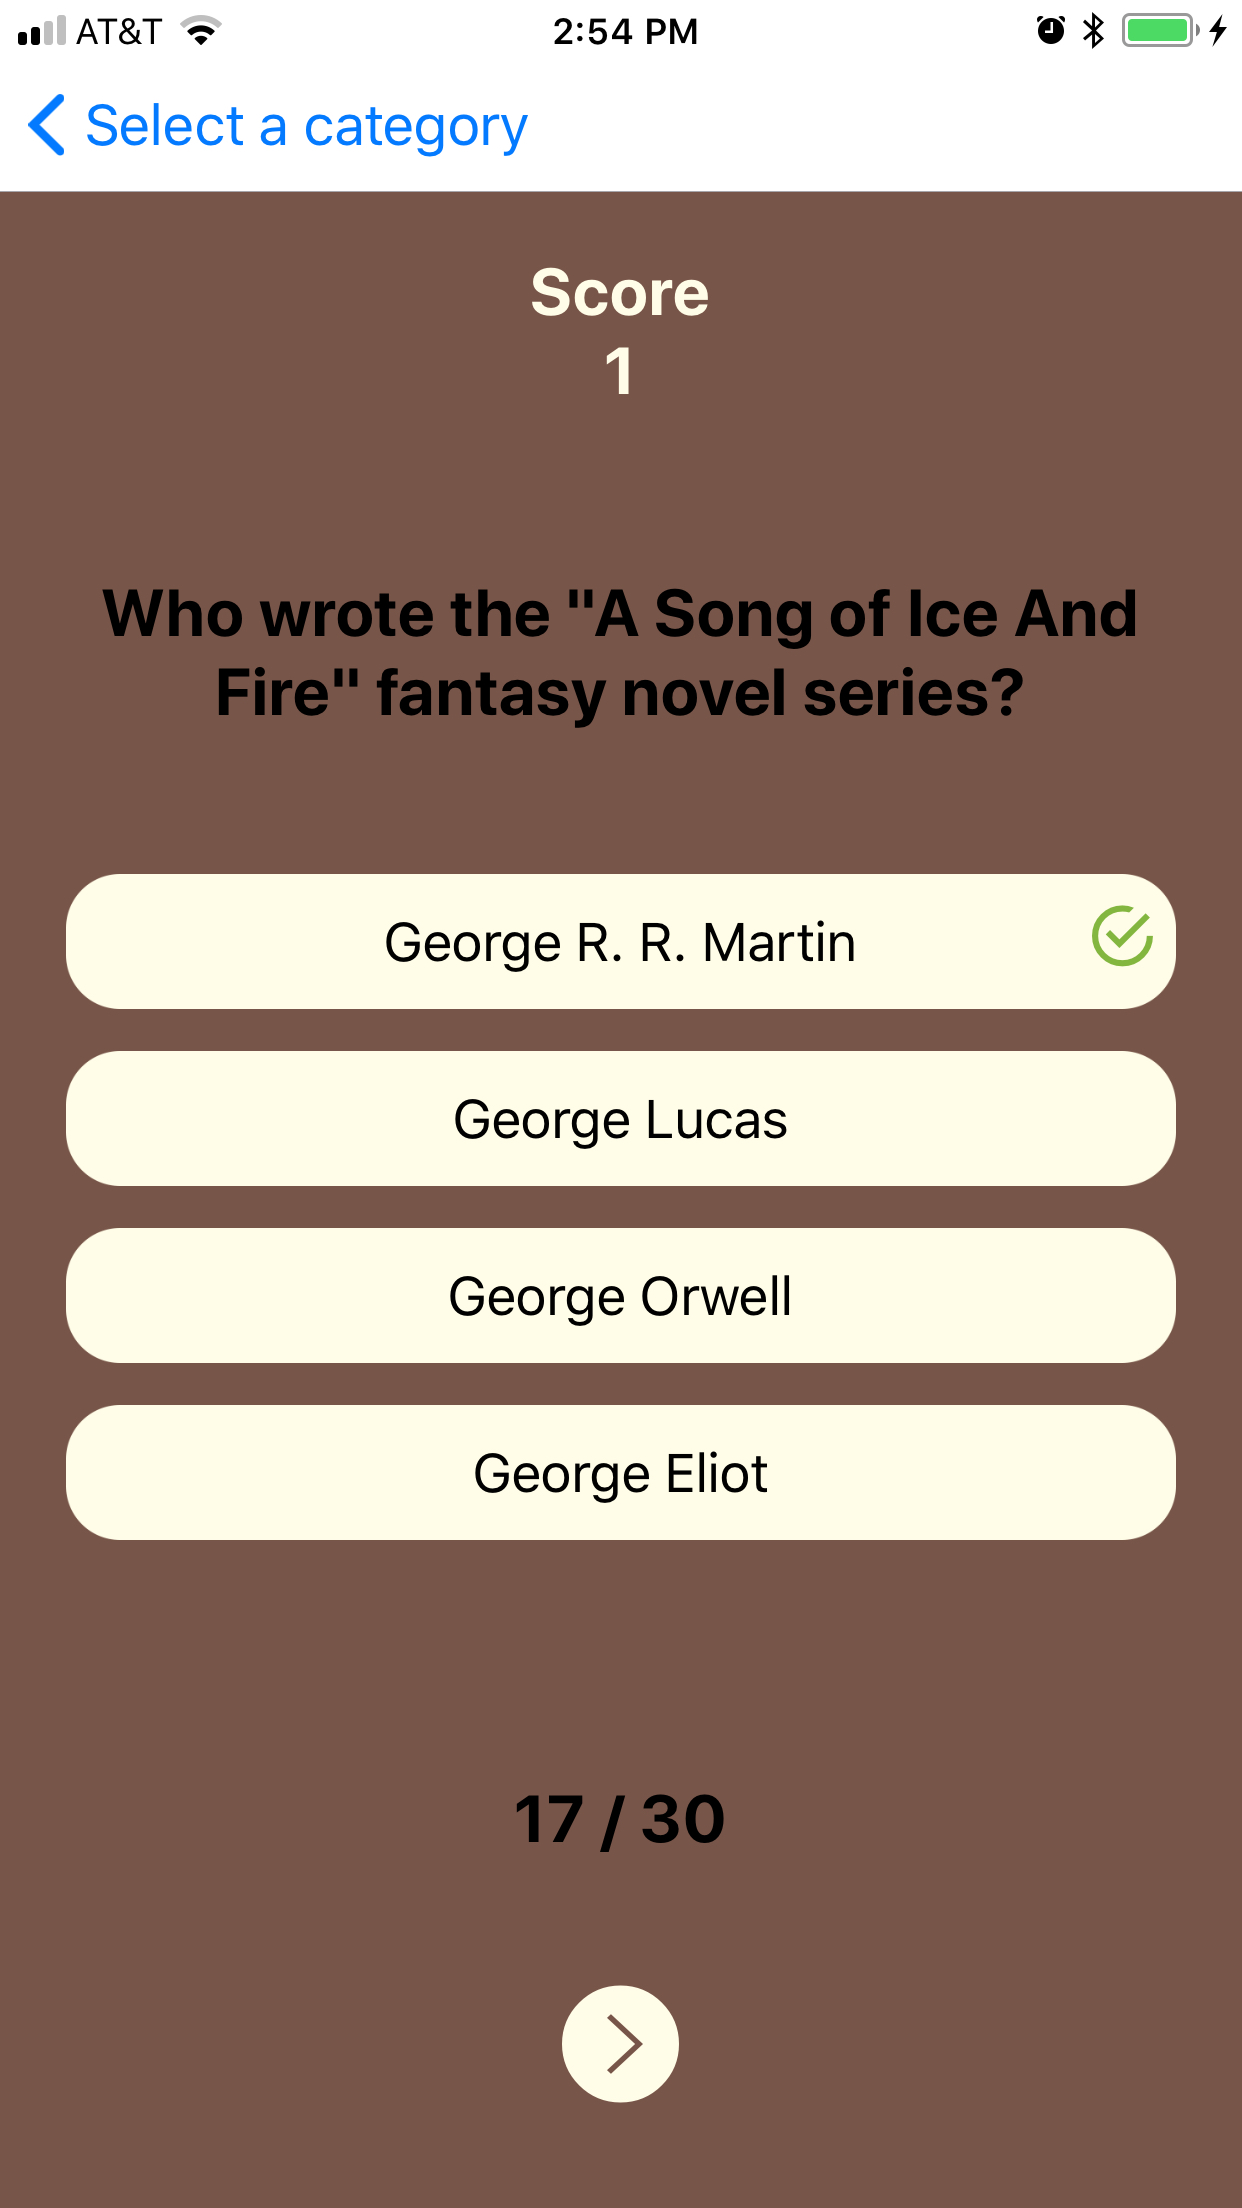 AT&T 2:54 PM
Select a category
Score
1
Who wrote the "A Song of Ice And
Fire" fantasy novel series?
George R. R. Martin
George Lucas
George Orwell
George Eliot
17 / 30